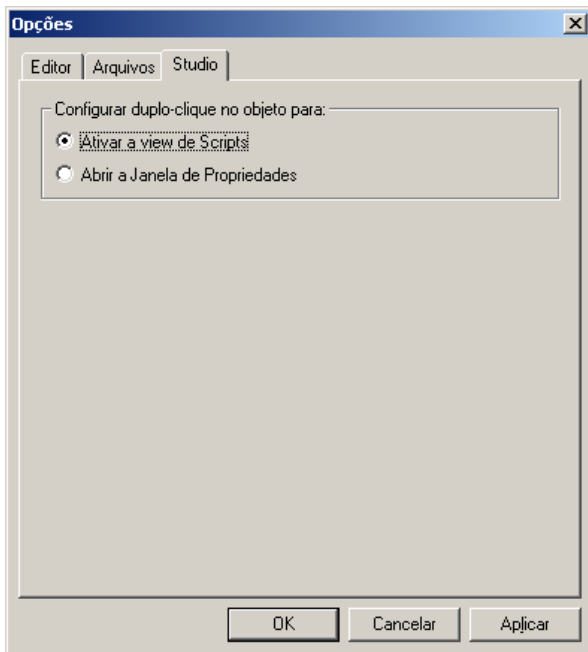 Opções
Editor Arquivos Studio
Configurar duplo-clique no objeto para:
Ativar a view de Scripts
Abrir a Janela de Propriedades
OK Cancelar Aplicar